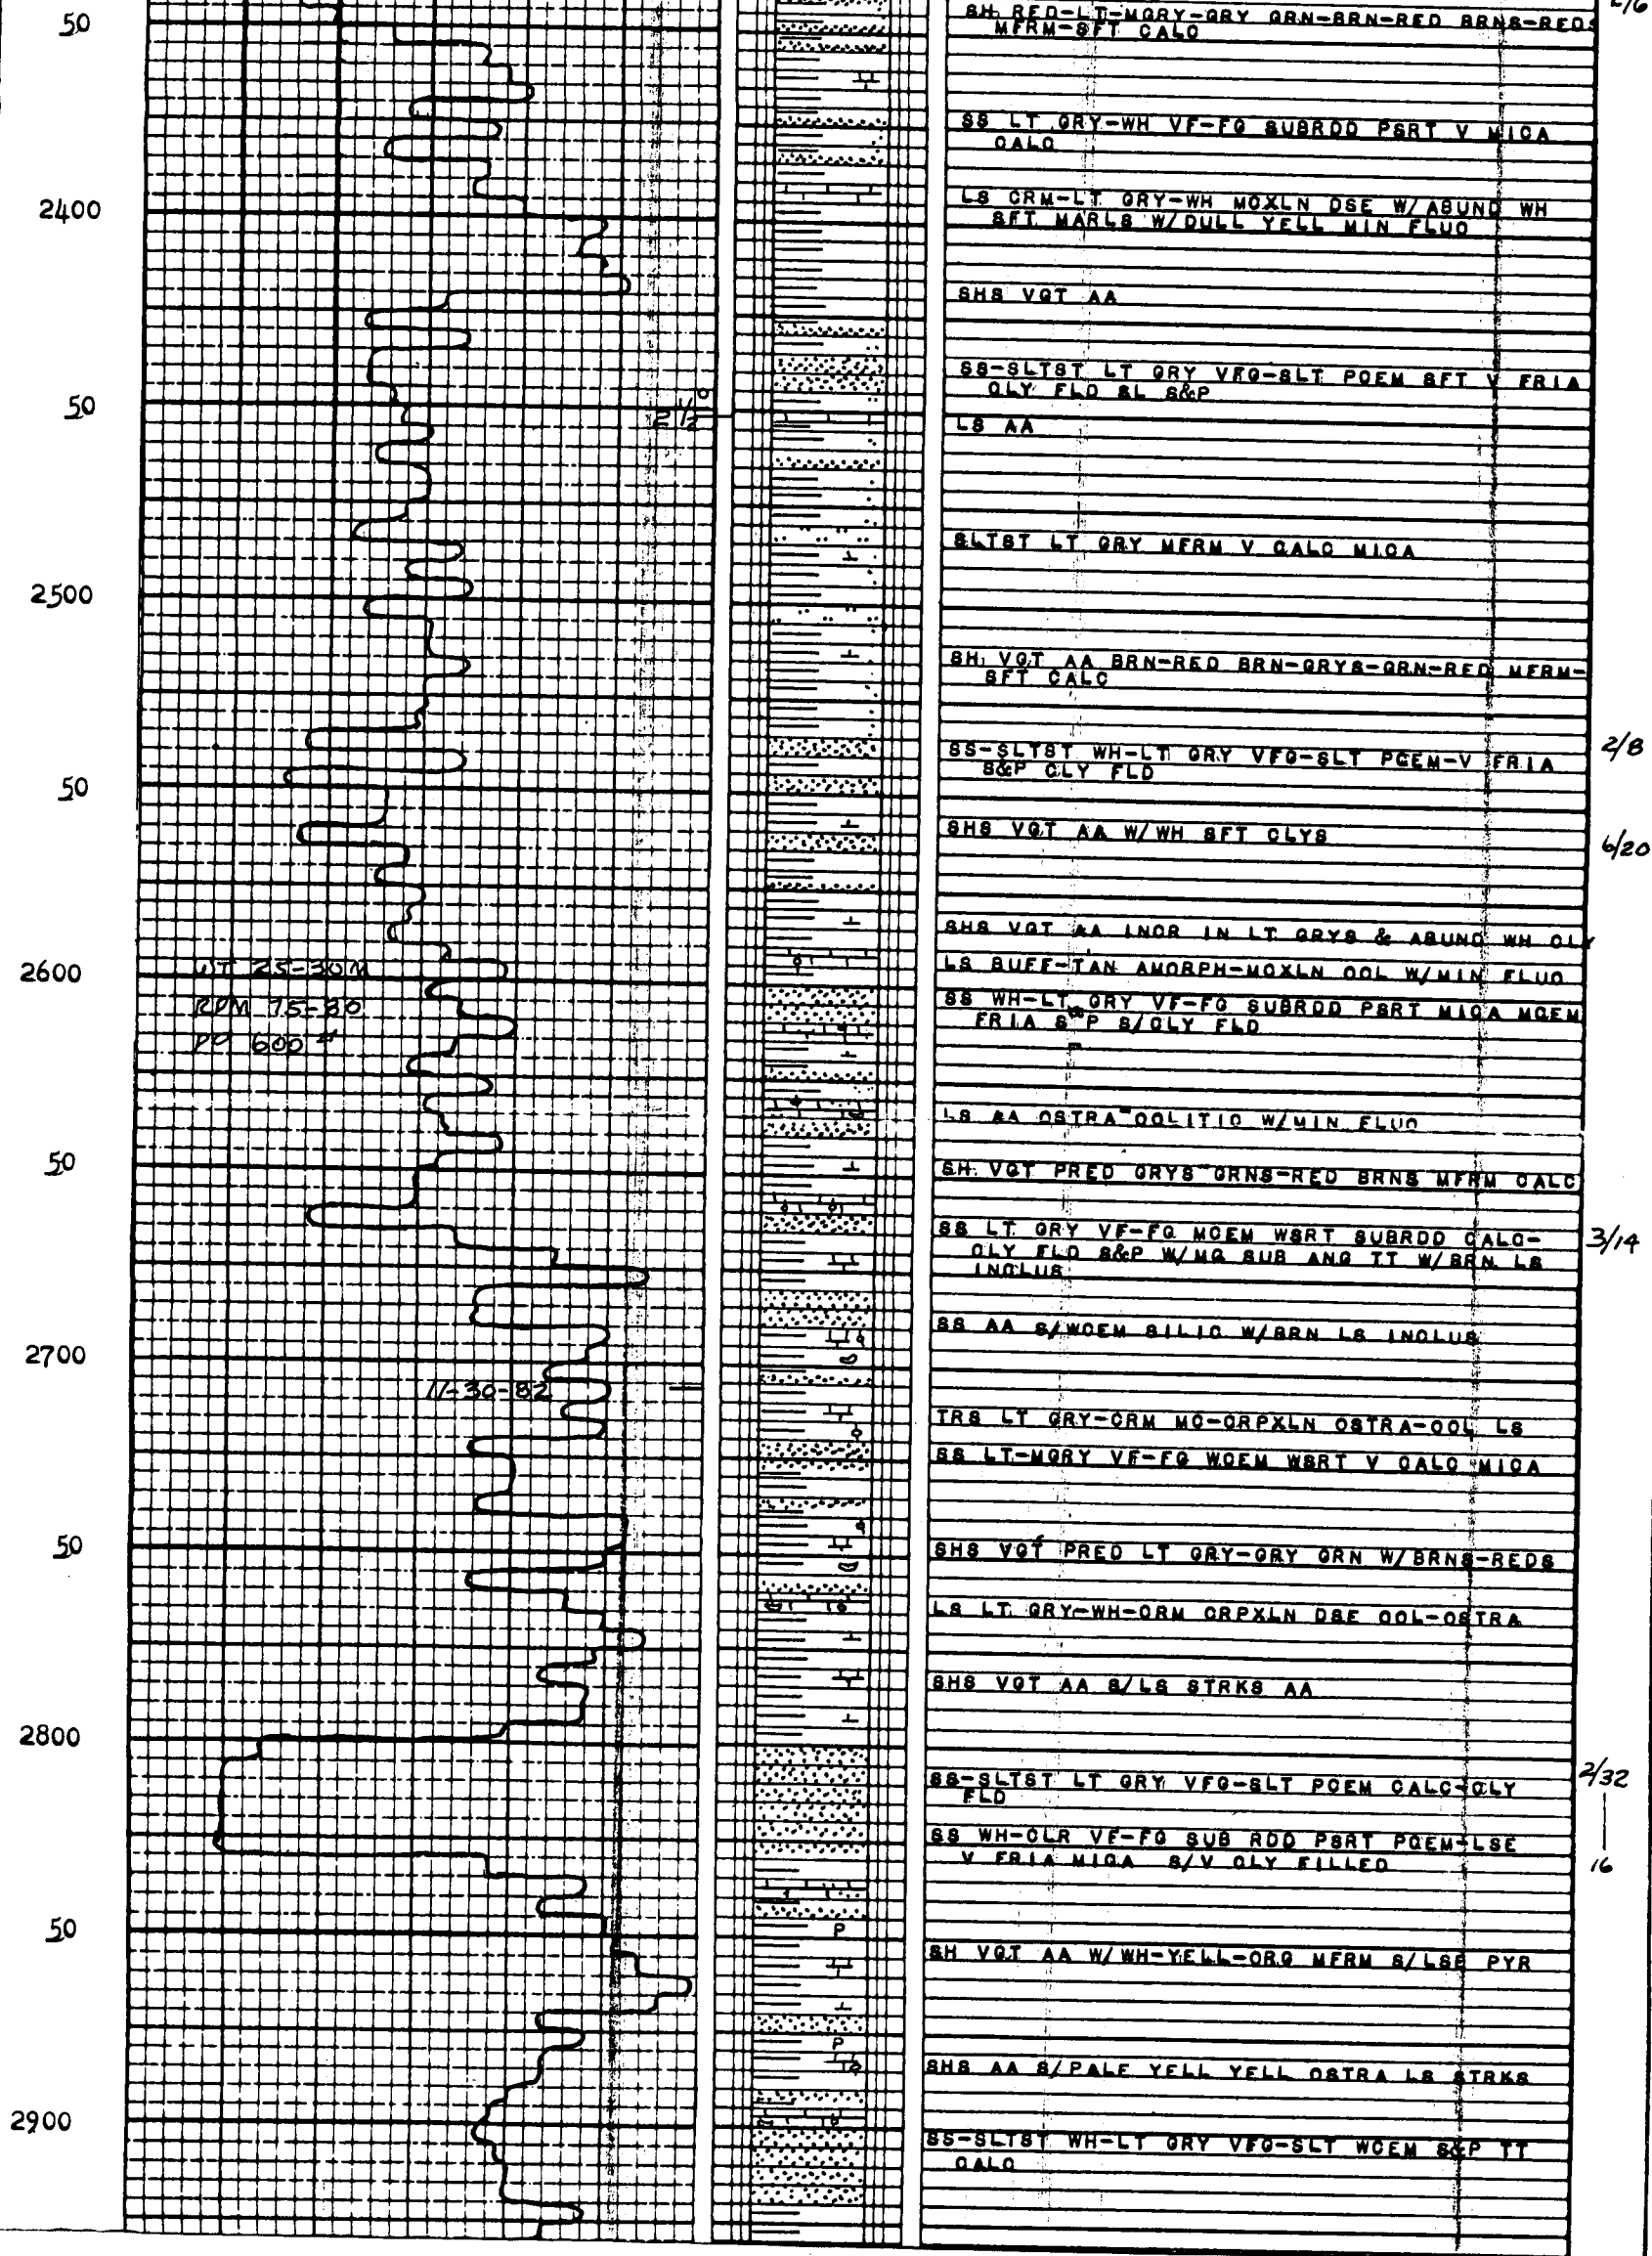 2/6
50
SH RED-LT-MGRY-GRY GRN-BRN-RED BRNS-REDS
MFRM-SFT CALC
SS LT GRY-WH VF-FG SUBRDD PSRT V MICA
CALC
2400
LS CRM-LT GRY-WH MCXLN DSE W/ABUND WH
SFT MARLS W/DULL YELL MIN FLUO
SHS VGT AA
SS-SLTST LT GRY VFG-SLT PCEM SFT V FRIA
CLY FLD SL S&P
50
2 1/2°
LS AA
SLTST LT GRY MFRM V CALC MICA
2500
SH VGT AA BRN-RED BRN-GRYS-GRN-RED MFRM-
SFT CALC
2/8
SS-SLTST WH-LT GRY VFG-SLT PCEM-V FRIA
S&P CLY FLD
50
SHS VGT AA W/WH SFT CLYS
6/20
SHS VGT AA INCR IN LT GRYS & ABUND WH CLY
2600
WT 25-30M
LS BUFF-TAN AMORPH-MCXLN OOL W/MIN FLUO
RPM 75-80
SS WH-LT GRY VF-FG SUBRDD PSRT MICA MCEM
FRIA S P S/CLY FLD
PP 600 #
LS AA OSTRA OOLITIC W/MIN FLUO
50
SH VGT PRED GRYS GRNS-RED BRNS MFRM CALC
3/14
SS LT GRY VF-FG MCEM WSRT SUBRDD CALC-
CLY FLD S&P W/MG SUB ANG TT W/BRN LS
INCLUS
SS AA S/WCEM SILIC W/BRN LS INCLUS
2700
11-30-82
TRS LT GRY-CRM MC-CRPXLN OSTRA-OOL LS
SS LT-MGRY VF-FG WCEM WSRT V CALC MICA
50
SHS VGT PRED LT GRY-GRY GRN W/BRNS-REDS
LS LT GRY-WH-CRM CRPXLN DSE OOL-OSTRA
SHS VGT AA S/LS STRKS AA
2800
2/32
SS-SLTST LT GRY VFG-SLT PCEM CALC-CLY
FLD
SS WH-CLR VF-FG SUB RDD PSRT PCEM-LSE
V FRIA MICA S/V CLY FILLED
16
50
P
SH VGT AA W/WH-YELL-ORG MFRM S/LSE PYR
P
SHS AA S/PALE YELL YELL OSTRA LS STRKS
2900
SS-SLTST WH-LT GRY VFG-SLT WCEM S&P TT
CALC